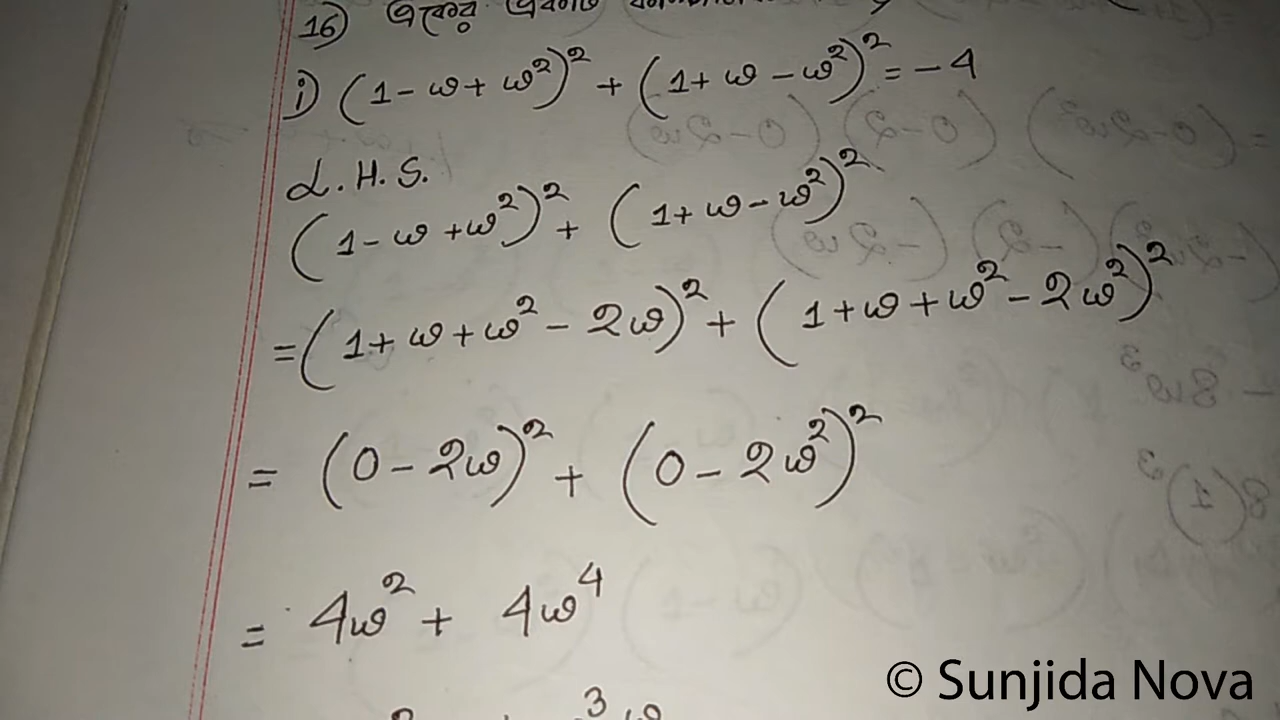 16) একের
i) (1 - ω + ω²)² + (1 + ω - ω²)² = - 4
L.H.S.
(1 - ω + ω²)² + (1 + ω - ω²)²
= (1 + ω + ω² - 2ω)² + (1 + ω + ω² - 2ω²)²
= (0 - 2ω)² + (0 - 2ω²)²
= 4ω² + 4ω⁴
© Sunjida Nova